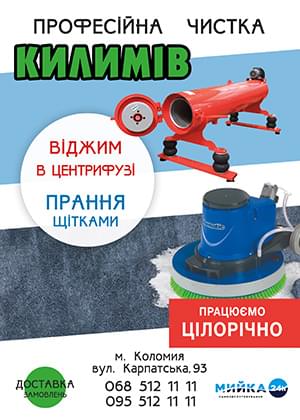 ПРОФЕСІЙНА ЧИСТКА
КИЛИМІВ
ВІДЖИМ
В ЦЕНТРИФУЗІ
ПРАННЯ
ЩІТКАМИ
ПРАЦЮЄМО
ЦІЛОРІЧНО
м. Коломия
вул. Карпатська,93
ДОСТАВКА
ЗАМОВЛЕНЬ
068 512 11 11
095 512 11 11
МИЙКА 24h